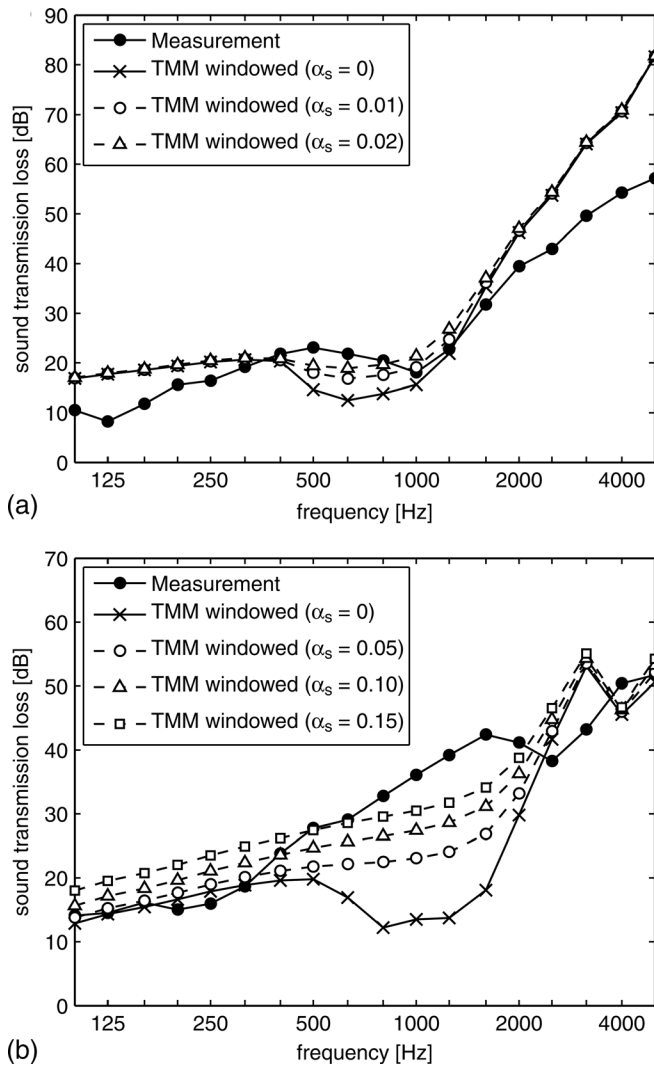 90
80
70
60
50
40
30
20
10
0
sound transmission loss [dB]
Measurement
TMM windowed (αs = 0)
TMM windowed (αs = 0.01)
TMM windowed (αs = 0.02)
125 250 500 1000 2000 4000
frequency [Hz]
(a)
70
60
50
40
30
20
10
0
sound transmission loss [dB]
Measurement
TMM windowed (αs = 0)
TMM windowed (αs = 0.05)
TMM windowed (αs = 0.10)
TMM windowed (αs = 0.15)
125 250 500 1000 2000 4000
frequency [Hz]
(b)